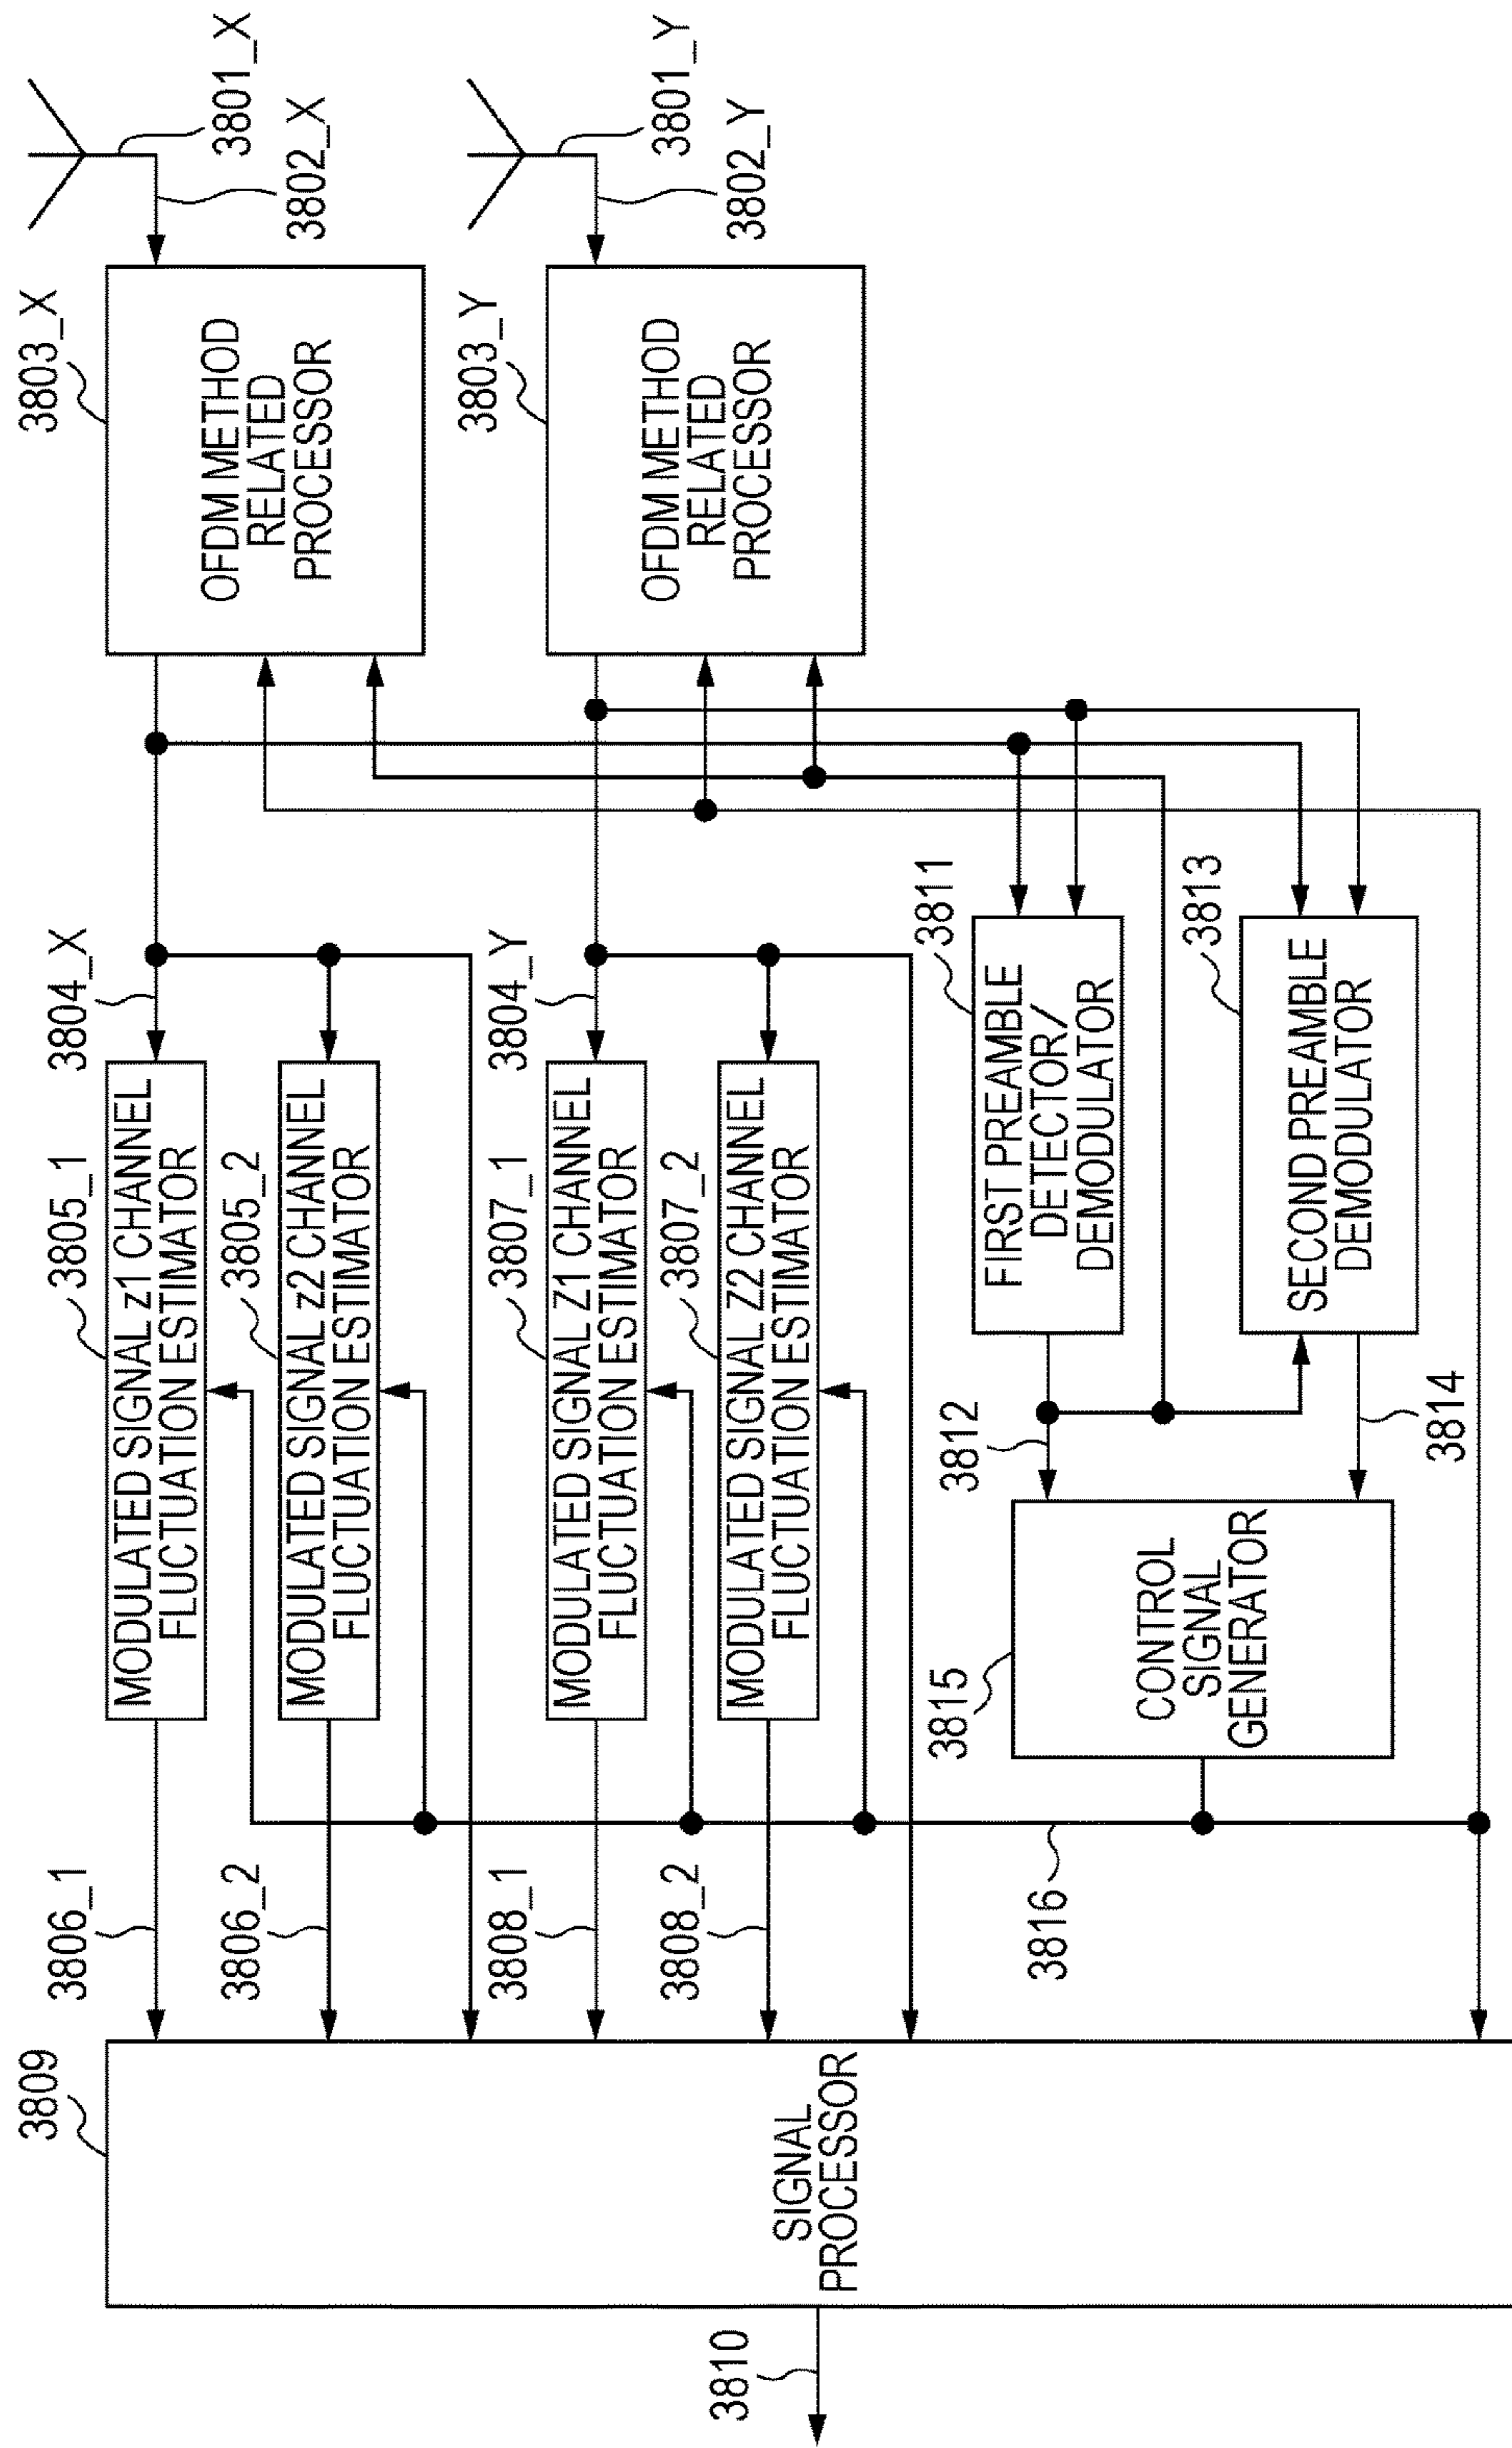 3801_X
3802_X
3803_X
OFDM METHOD
RELATED
PROCESSOR
3801_Y
3802_Y
3803_Y
OFDM METHOD
RELATED
PROCESSOR
3804_X
3805_1
MODULATED SIGNAL z1 CHANNEL
FLUCTUATION ESTIMATOR
3805_2
MODULATED SIGNAL z2 CHANNEL
FLUCTUATION ESTIMATOR
3804_Y
3807_1
MODULATED SIGNAL Z1 CHANNEL
FLUCTUATION ESTIMATOR
3807_2
MODULATED SIGNAL Z2 CHANNEL
FLUCTUATION ESTIMATOR
3811
FIRST PREAMBLE
DETECTOR/
DEMODULATOR
3813
SECOND PREAMBLE
DEMODULATOR
3812
3814
3815
CONTROL
SIGNAL
GENERATOR
3806_1
3806_2
3808_1
3808_2
3816
3809
SIGNAL
PROCESSOR
3810